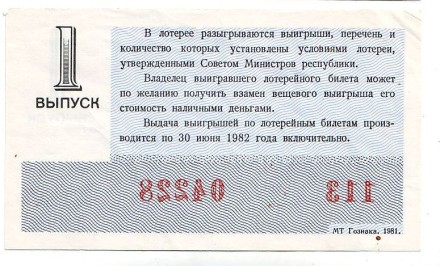 1
ВЫПУСК
В лотерее разыгрываются выигрыши, перечень и
количество которых установлены условиями лотереи,
утвержденными Советом Министров республики.
Владелец выигравшего лотерейного билета может
по желанию получить взамен вещевого выигрыша его
стоимость наличными деньгами.
Выдача выигрышей по лотерейным билетам произ-
водится по 30 июня 1982 года включительно.
04228 113
МТ Гознака. 1981.